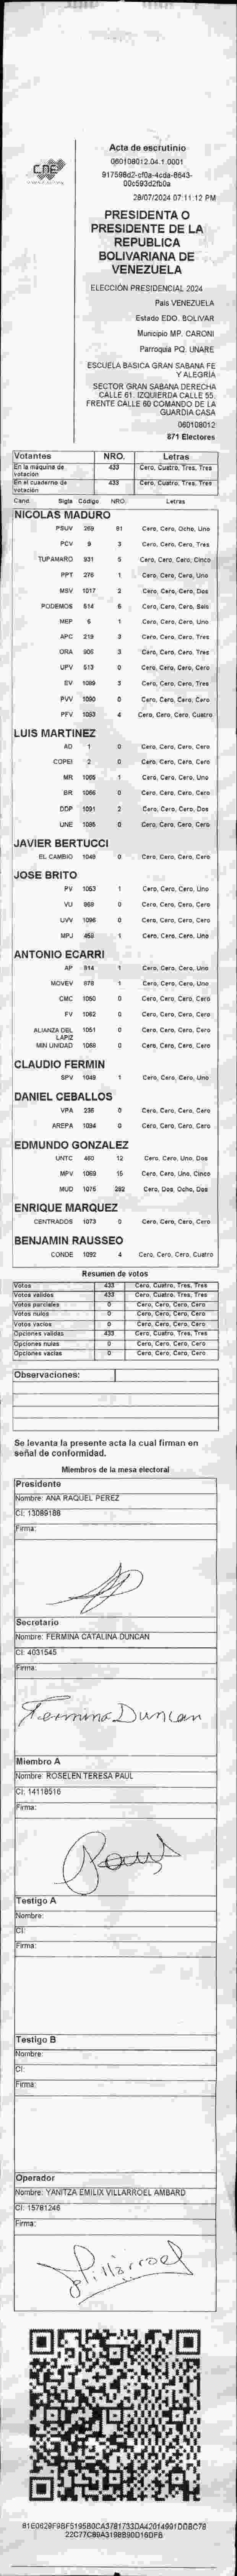 Acta de escrutinio
060108012.04.1.0001
917598d2-cf0a-4cda-8643-
00c593d2fb0a
28/07/2024 07:11:12 PM
CNE
PRESIDENTA O
PRESIDENTE DE LA
REPUBLICA
BOLIVARIANA DE
VENEZUELA
ELECCIÓN PRESIDENCIAL 2024
País VENEZUELA
Estado EDO. BOLIVAR
Municipio MP. CARONI
Parroquia PQ. UNARE
ESCUELA BASICA GRAN SABANA FE
Y ALEGRIA
SECTOR GRAN SABANA DERECHA
CALLE 61. IZQUIERDA CALLE 55.
FRENTE CALLE 60 COMANDO DE LA
GUARDIA CASA
060108012
871 Electores
Votantes NRO. Letras
En la máquina de votación 433 Cero, Cuatro, Tres, Tres
En el cuaderno de votación 433 Cero, Cuatro, Tres, Tres
Cand Sigla Código NRO. Letras
NICOLAS MADURO
PSUV 269 81 Cero, Cero, Ocho, Uno
PCV 9 3 Cero, Cero, Cero, Tres
TUPAMARO 931 5 Cero, Cero, Cero, Cinco
PPT 276 1 Cero, Cero, Cero, Uno
MSV 1017 2 Cero, Cero, Cero, Dos
PODEMOS 514 6 Cero, Cero, Cero, Seis
MEP 5 1 Cero, Cero, Cero, Uno
APC 219 3 Cero, Cero, Cero, Tres
ORA 906 3 Cero, Cero, Cero, Tres
UPV 513 0 Cero, Cero, Cero, Cero
EV 1089 3 Cero, Cero, Cero, Tres
PVV 1090 0 Cero, Cero, Cero, Cero
PFV 1093 4 Cero, Cero, Cero, Cuatro
LUIS MARTINEZ
AD 1 0 Cero, Cero, Cero, Cero
COPEI 2 0 Cero, Cero, Cero, Cero
MR 1065 1 Cero, Cero, Cero, Uno
BR 1066 0 Cero, Cero, Cero, Cero
DDP 1091 2 Cero, Cero, Cero, Dos
UNE 1095 0 Cero, Cero, Cero, Cero
JAVIER BERTUCCI
EL CAMBIO 1049 0 Cero, Cero, Cero, Cero
JOSE BRITO
PV 1053 1 Cero, Cero, Cero, Uno
VU 868 0 Cero, Cero, Cero, Cero
UVV 1096 0 Cero, Cero, Cero, Cero
MPJ 458 1 Cero, Cero, Cero, Uno
ANTONIO ECARRI
AP 814 1 Cero, Cero, Cero, Uno
MOVEV 878 1 Cero, Cero, Cero, Uno
CMC 1050 0 Cero, Cero, Cero, Cero
FV 1062 0 Cero, Cero, Cero, Cero
ALIANZA DEL LAPIZ 1051 0 Cero, Cero, Cero, Cero
MIN UNIDAD 1058 0 Cero, Cero, Cero, Cero
CLAUDIO FERMIN
SPV 1048 1 Cero, Cero, Cero, Uno
DANIEL CEBALLOS
VPA 236 0 Cero, Cero, Cero, Cero
AREPA 1094 0 Cero, Cero, Cero, Cero
EDMUNDO GONZALEZ
UNTC 480 12 Cero, Cero, Uno, Dos
MPV 1069 15 Cero, Cero, Uno, Cinco
MUD 1075 282 Cero, Dos, Ocho, Dos
ENRIQUE MARQUEZ
CENTRADOS 1073 0 Cero, Cero, Cero, Cero
BENJAMIN RAUSSEO
CONDE 1092 4 Cero, Cero, Cero, Cuatro
Resumen de votos
Votos 433 Cero, Cuatro, Tres, Tres
Votos validos 433 Cero, Cuatro, Tres, Tres
Votos parciales 0 Cero, Cero, Cero, Cero
Votos nulos 0 Cero, Cero, Cero, Cero
Votos vacios 0 Cero, Cero, Cero, Cero
Opciones validas 433 Cero, Cuatro, Tres, Tres
Opciones nulas 0 Cero, Cero, Cero, Cero
Opciones vacias 0 Cero, Cero, Cero, Cero
Observaciones:
Se levanta la presente acta la cual firman en
señal de conformidad.
Miembros de la mesa electoral
Presidente
Nombre: ANA RAQUEL PEREZ
CI: 13089188
Firma:
Secretario
Nombre: FERMINA CATALINA DUNCAN
CI: 4031545
Firma:
Fermina Duncan
Miembro A
Nombre: ROSELEN TERESA PAUL
CI: 14118516
Firma:
Paul
Testigo A
Nombre:
CI:
Firma:
Testigo B
Nombre:
CI:
Firma:
Operador
Nombre: YANITZA EMILIX VILLARROEL AMBARD
CI: 15781246
Firma:
Villarroel